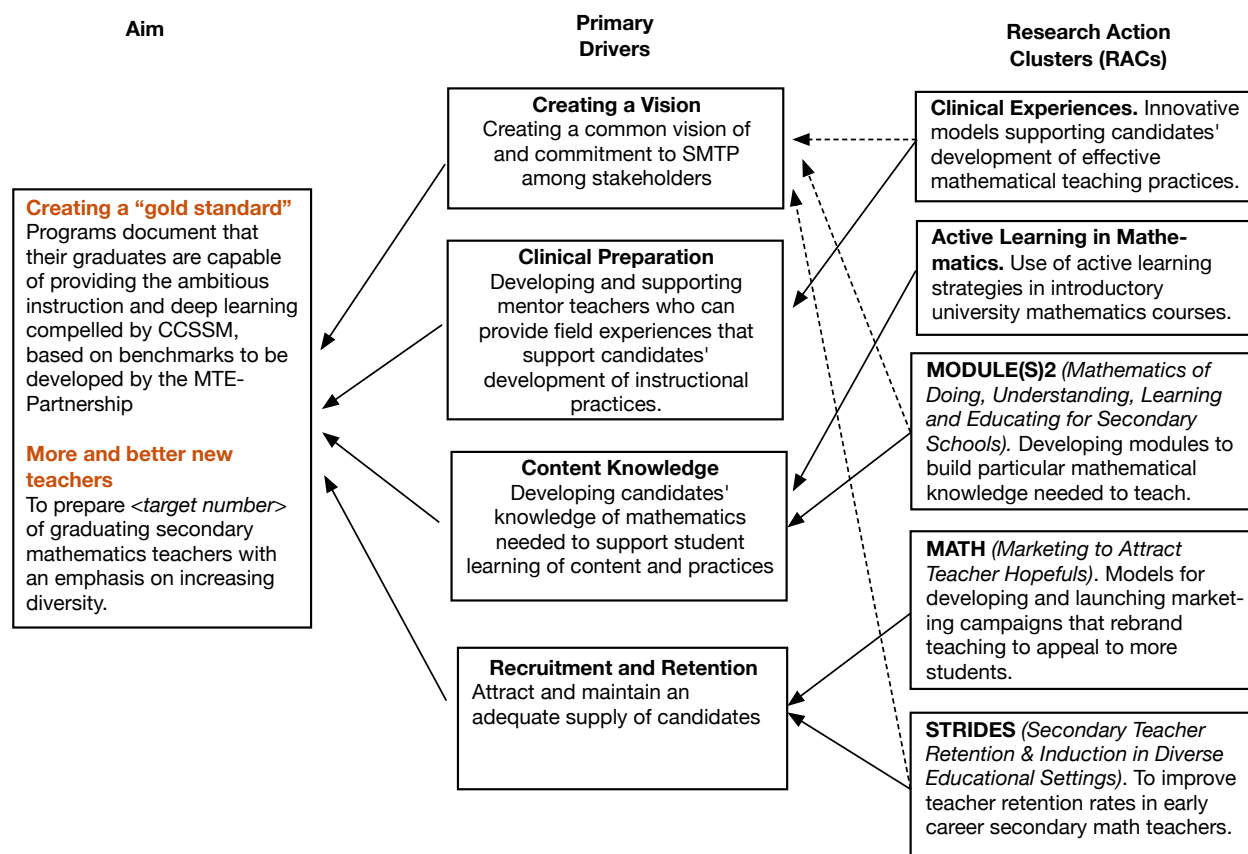 Aim
Primary
Drivers
Research Action
Clusters (RACs)
Creating a “gold standard”
Programs document that
their graduates are capable
of providing the ambitious
instruction and deep learning
compelled by CCSSM,
based on benchmarks to be
developed by the MTE-
Partnership
More and better new
teachers
To prepare <target number>
of graduating secondary
mathematics teachers with
an emphasis on increasing
diversity.
Creating a Vision
Creating a common vision of
and commitment to SMTP
among stakeholders
Clinical Preparation
Developing and supporting
mentor teachers who can
provide field experiences that
support candidates'
development of instructional
practices.
Content Knowledge
Developing candidates'
knowledge of mathematics
needed to support student
learning of content and practices
Recruitment and Retention
Attract and maintain an
adequate supply of candidates
Clinical Experiences. Innovative
models supporting candidates'
development of effective
mathematical teaching practices.
Active Learning in Mathe-
matics. Use of active learning
strategies in introductory
university mathematics courses.
MODULE(S)2 (Mathematics of
Doing, Understanding, Learning
and Educating for Secondary
Schools). Developing modules to
build particular mathematical
knowledge needed to teach.
MATH (Marketing to Attract
Teacher Hopefuls). Models for
developing and launching market-
ing campaigns that rebrand
teaching to appeal to more
students.
STRIDES (Secondary Teacher
Retention & Induction in Diverse
Educational Settings). To improve
teacher retention rates in early
career secondary math teachers.